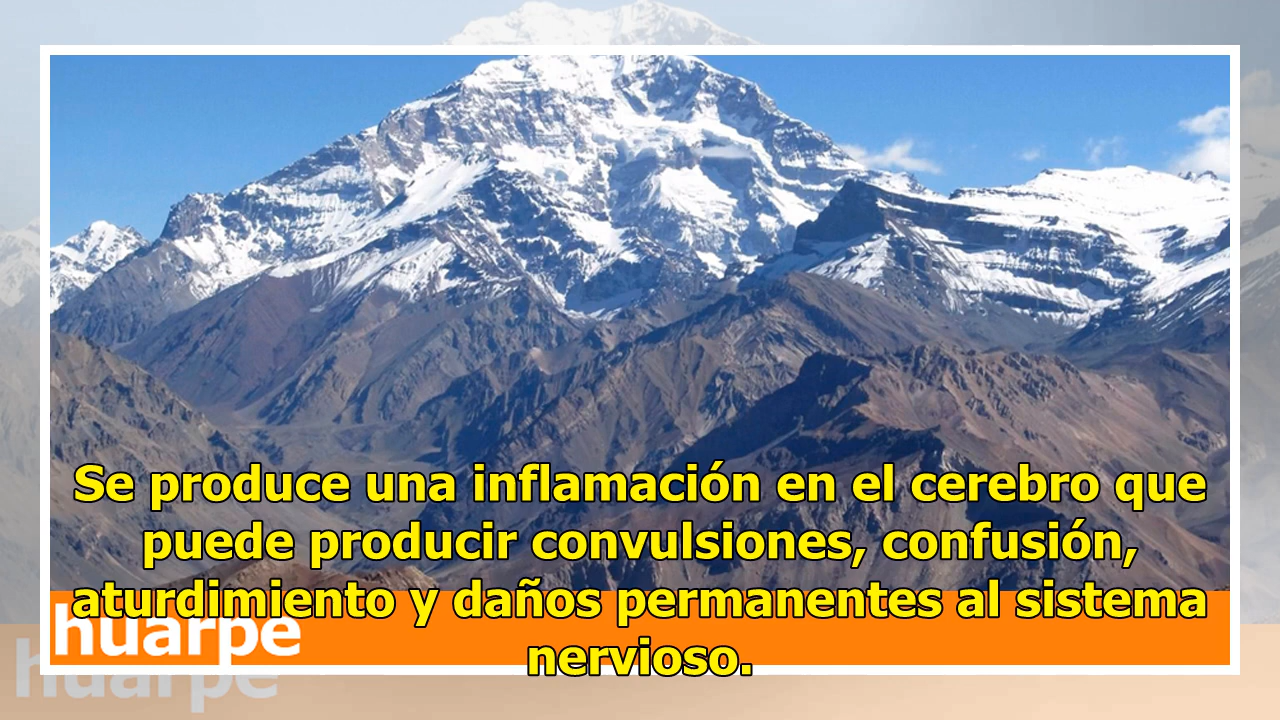 Se produce una inflamación en el cerebro que
puede producir convulsiones, confusión,
aturdimiento y daños permanentes al sistema
nervioso.
huarpe
huarpe